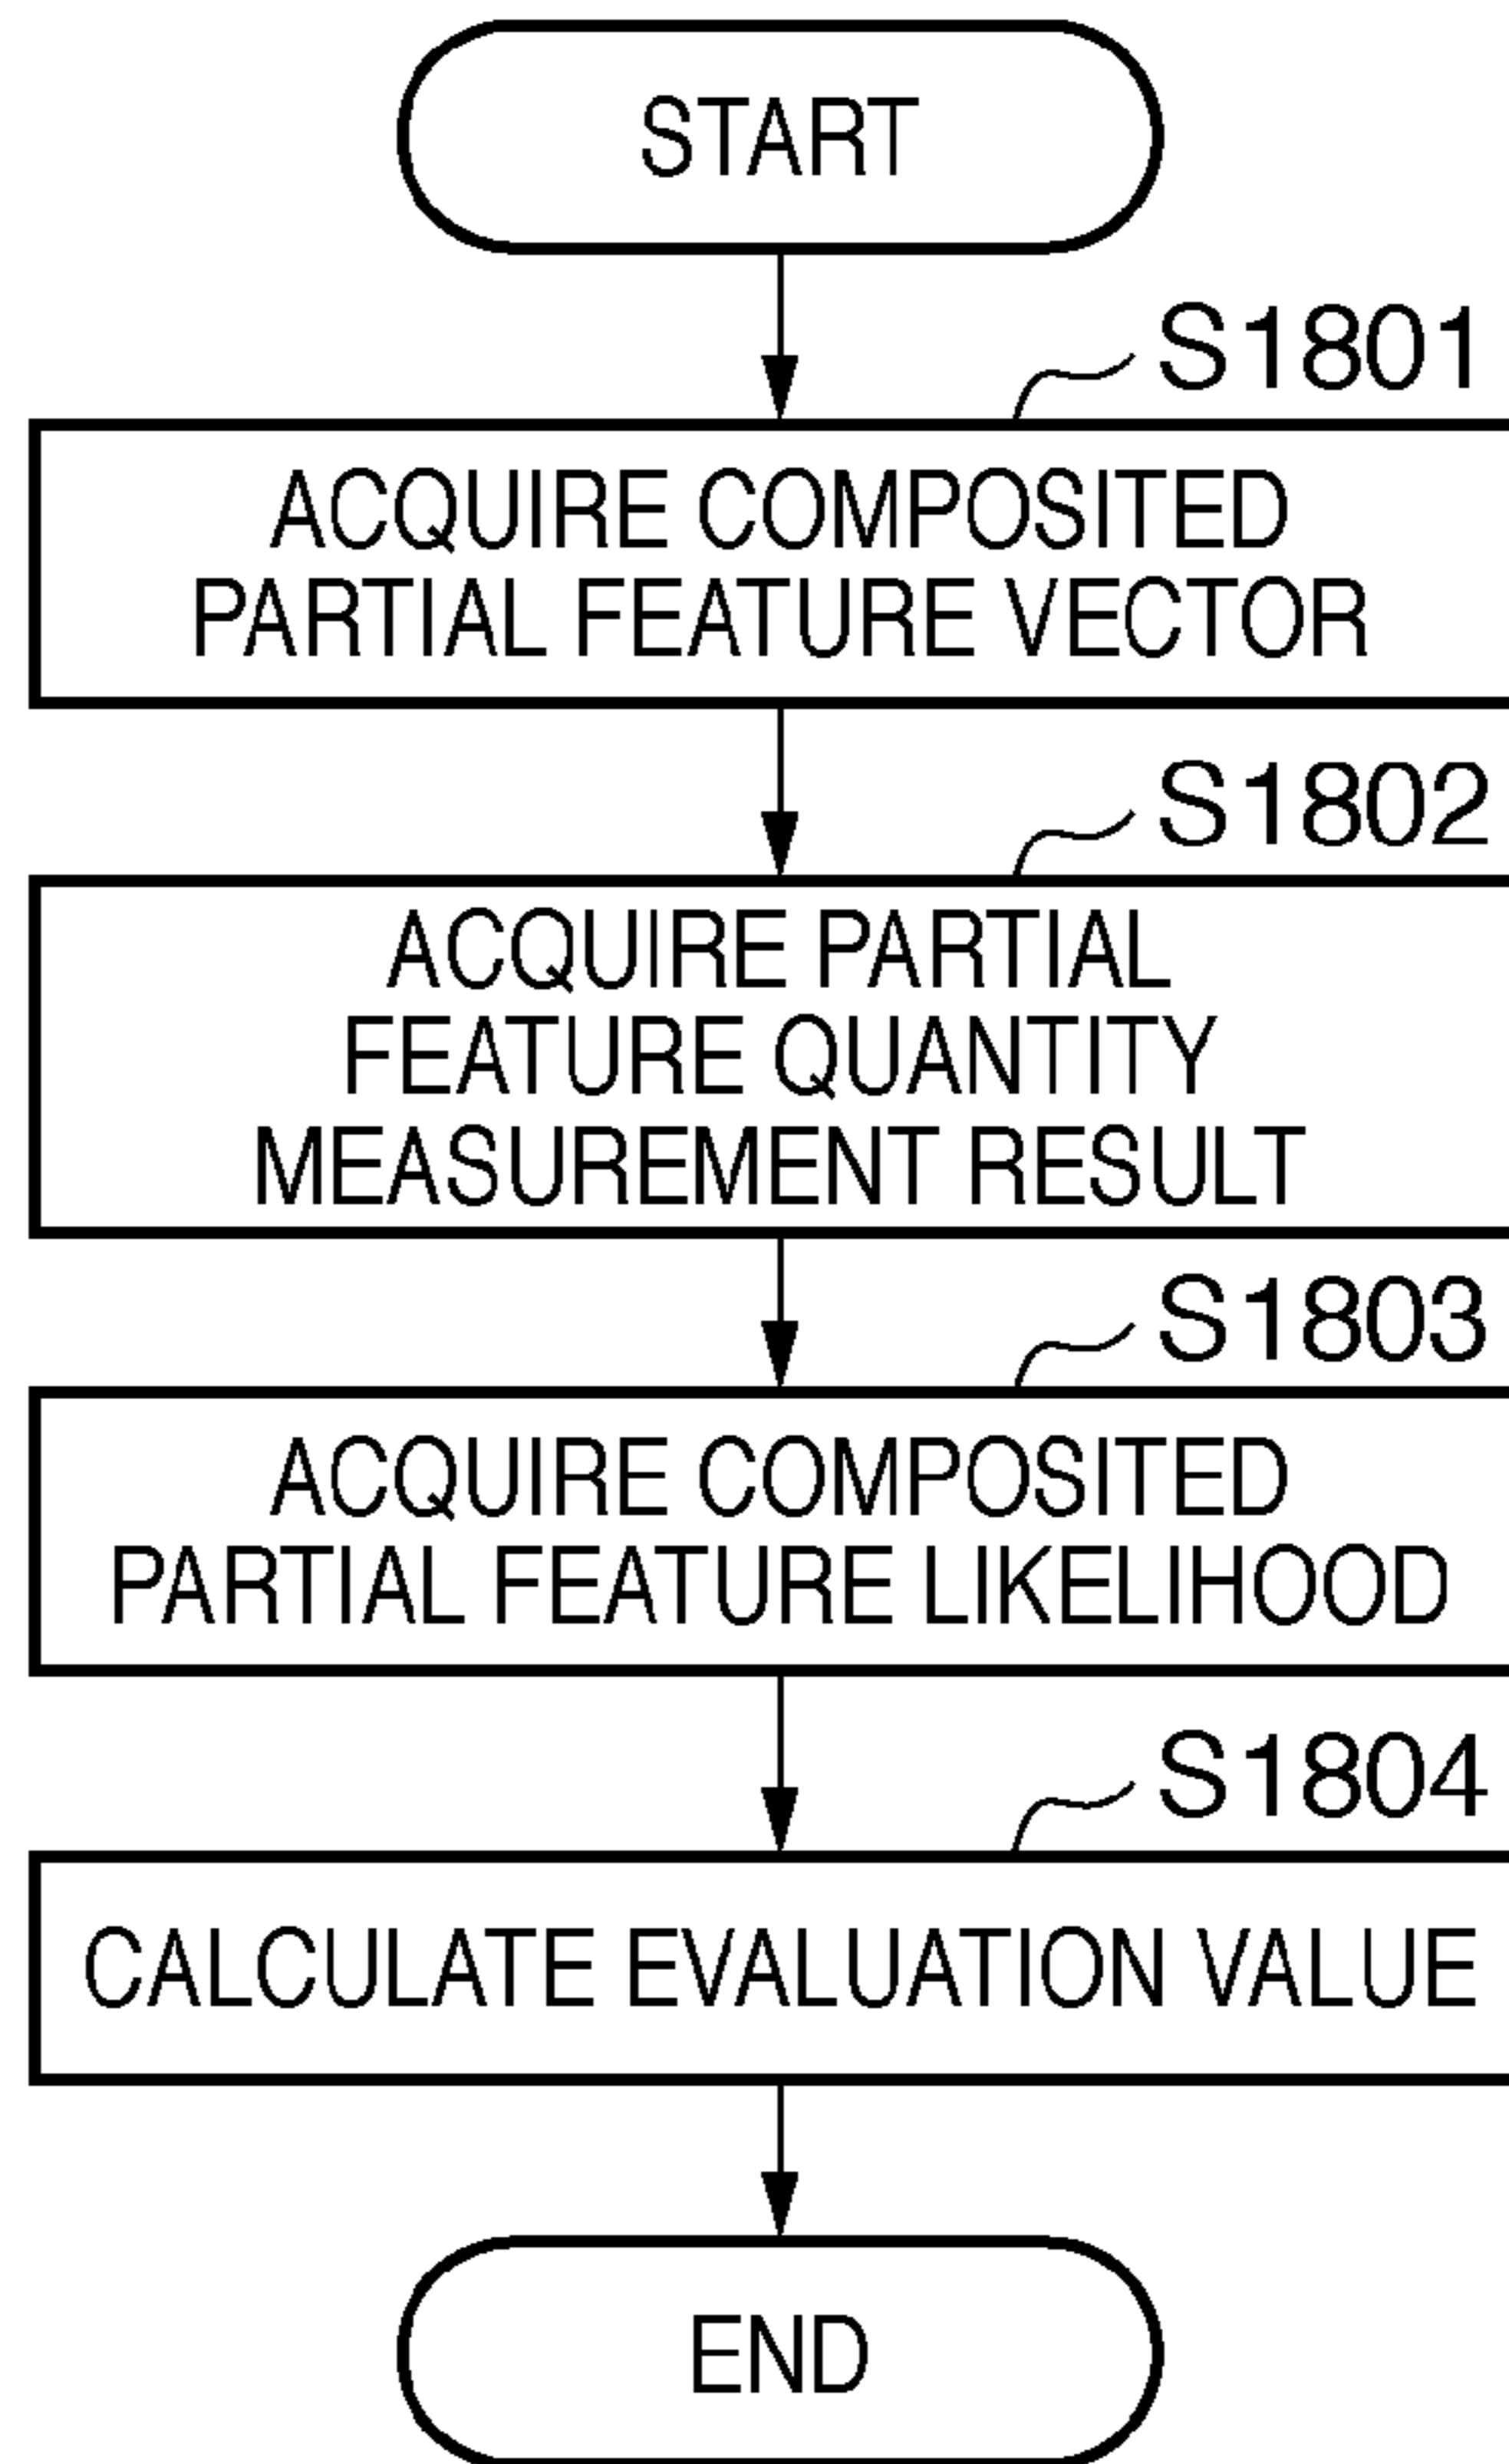 START
S1801
ACQUIRE COMPOSITED
PARTIAL FEATURE VECTOR
S1802
ACQUIRE PARTIAL
FEATURE QUANTITY
MEASUREMENT RESULT
S1803
ACQUIRE COMPOSITED
PARTIAL FEATURE LIKELIHOOD
S1804
CALCULATE EVALUATION VALUE
END